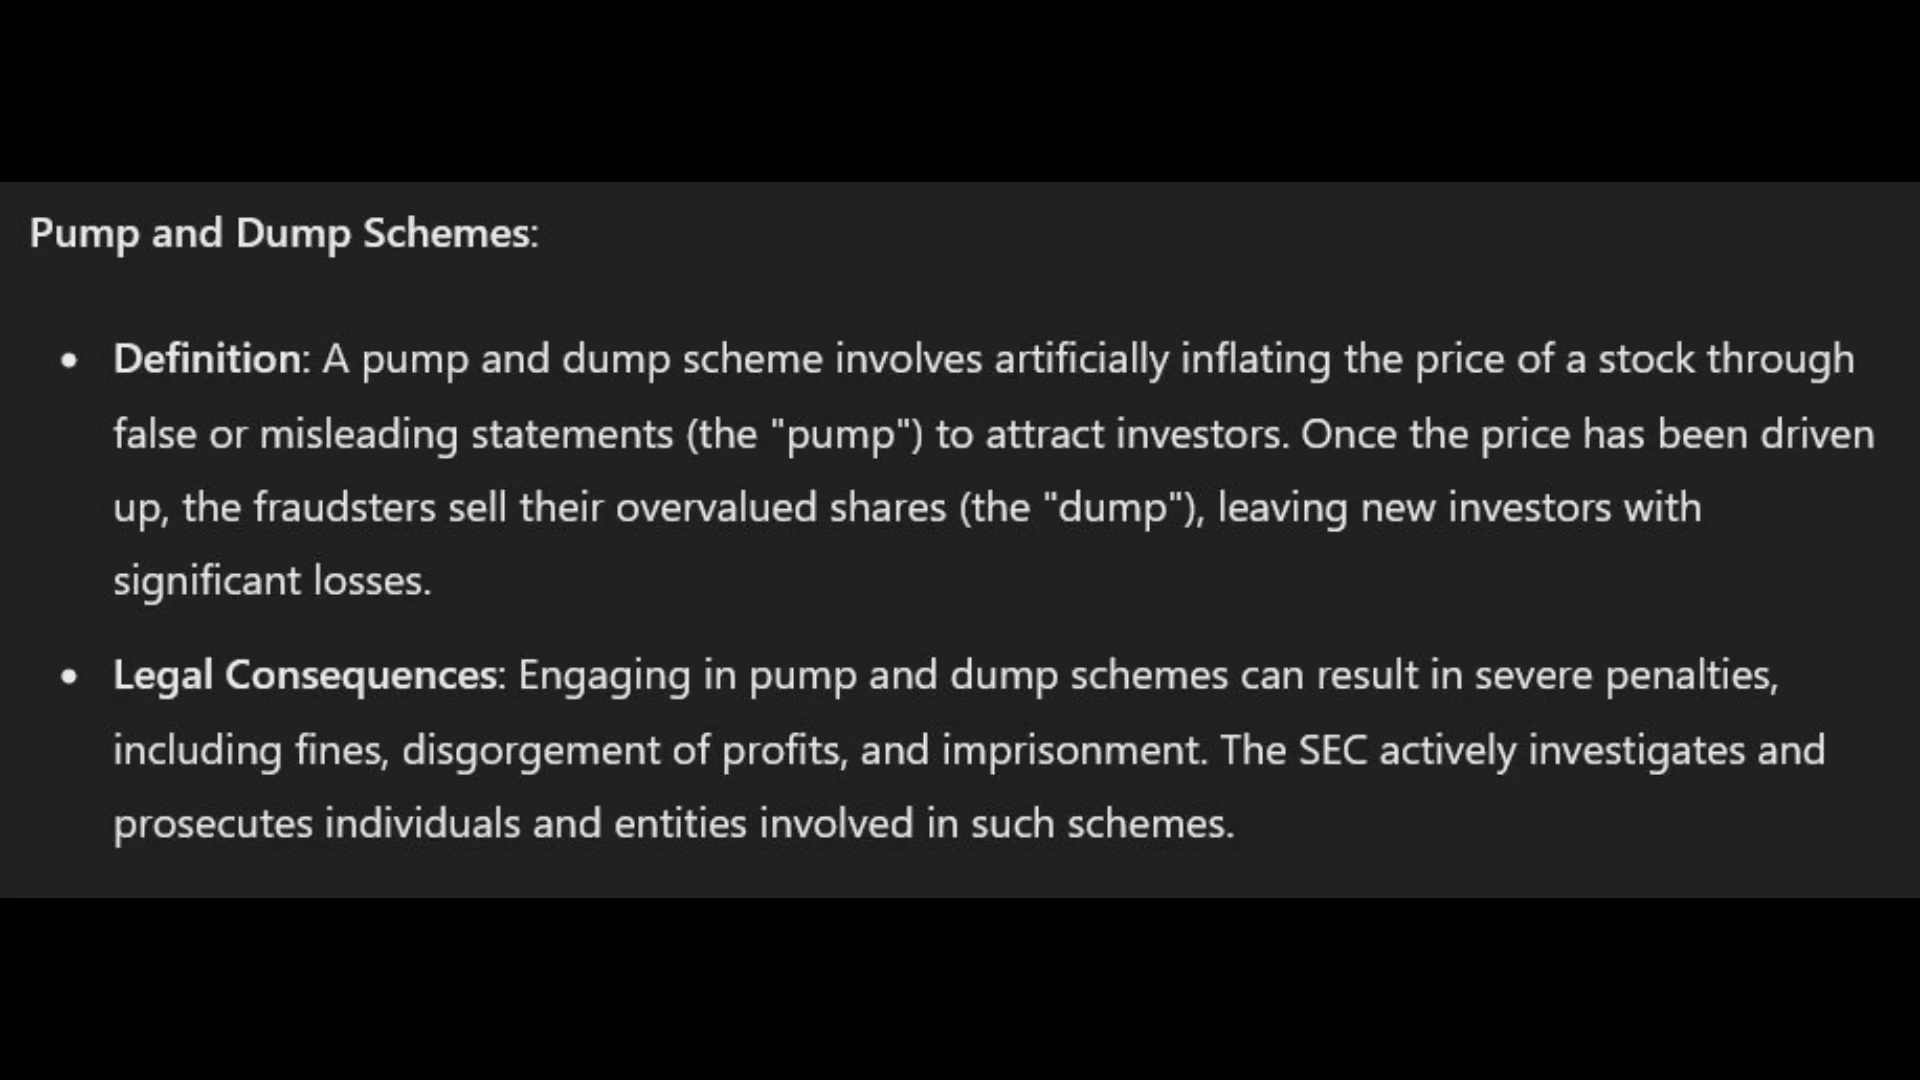 Pump and Dump Schemes:
• Definition: A pump and dump scheme involves artificially inflating the price of a stock through
false or misleading statements (the "pump") to attract investors. Once the price has been driven
up, the fraudsters sell their overvalued shares (the "dump"), leaving new investors with
significant losses.
• Legal Consequences: Engaging in pump and dump schemes can result in severe penalties,
including fines, disgorgement of profits, and imprisonment. The SEC actively investigates and
prosecutes individuals and entities involved in such schemes.